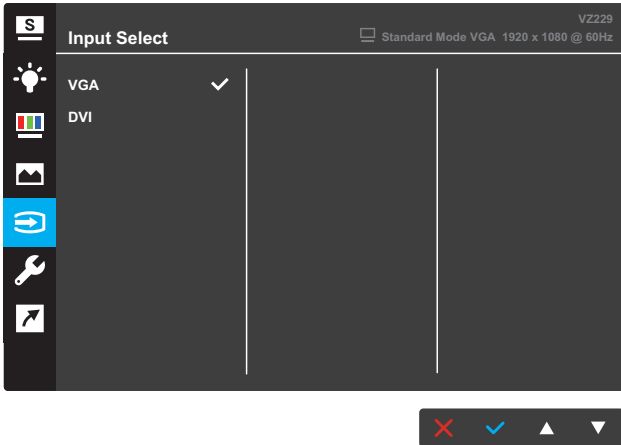 S
VZ229
Input Select
Standard Mode VGA 1920 x 1080 @ 60Hz
VGA
DVI